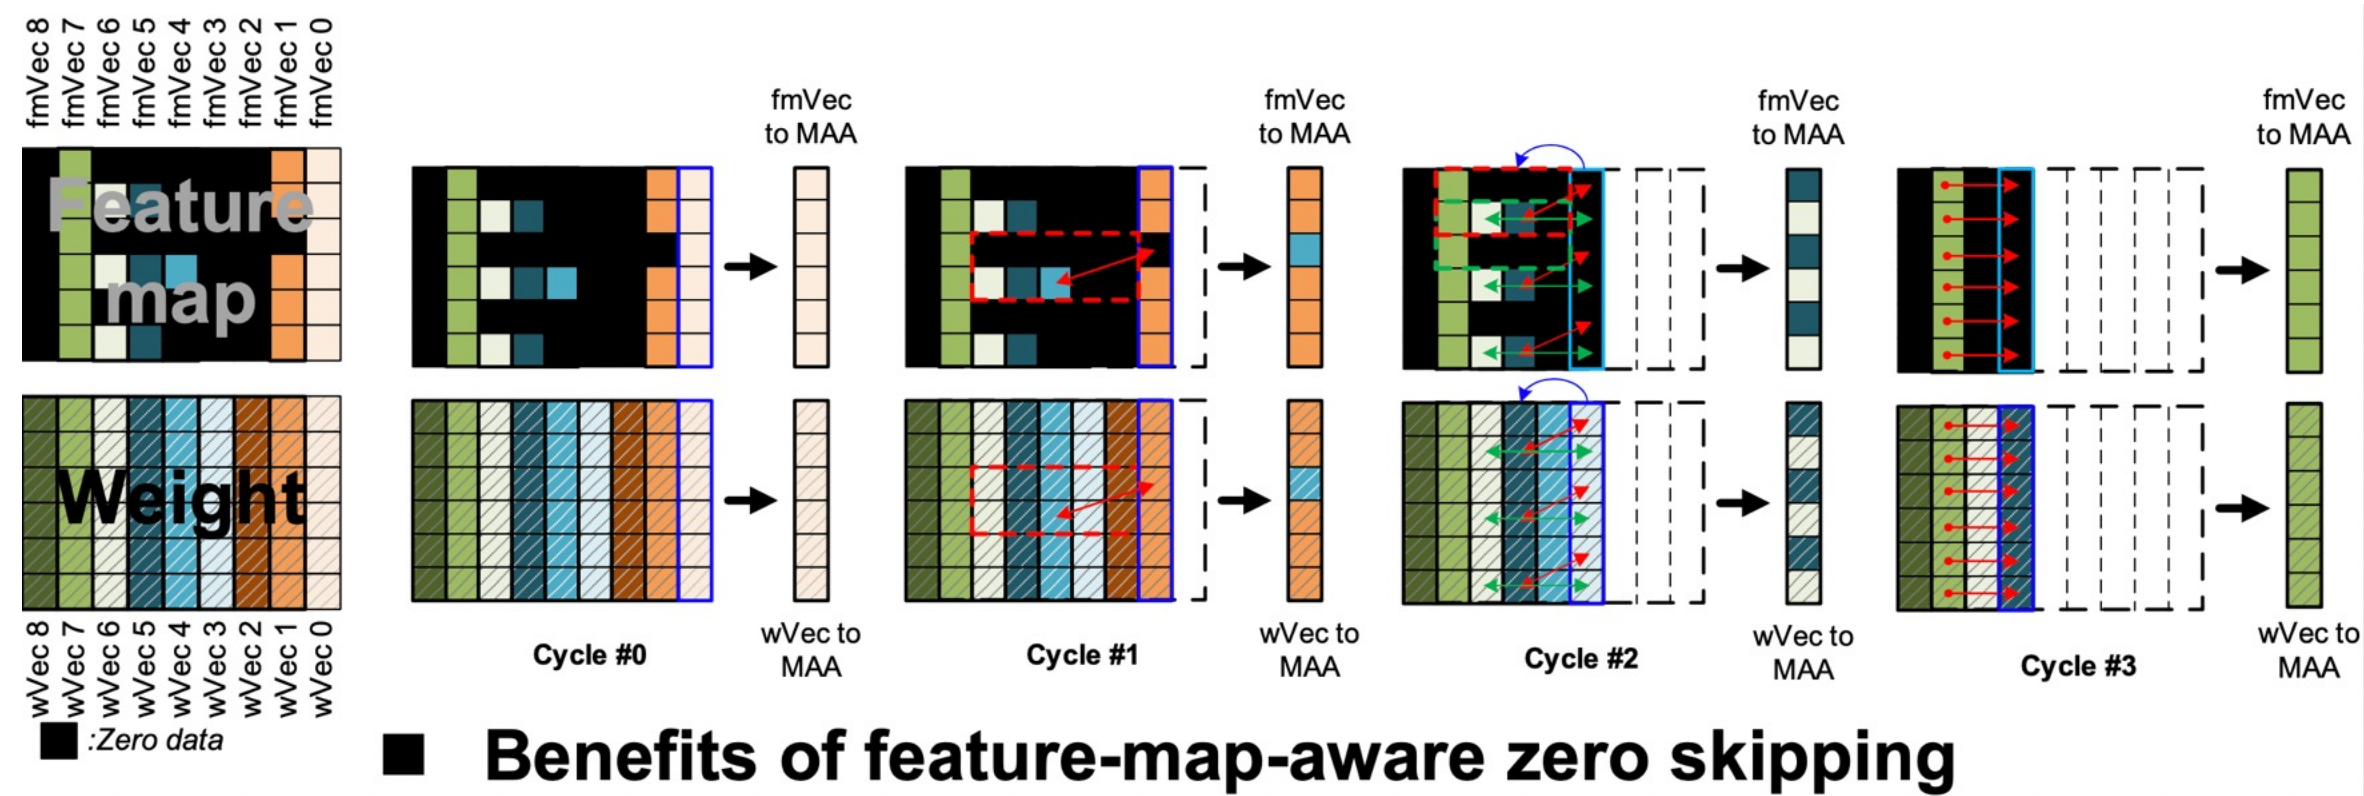 fmVec 8
fmVec 7
fmVec 6
fmVec 5
fmVec 4
fmVec 3
fmVec 2
fmVec 1
fmVec 0
Feature
map
Weight
wVec 8
wVec 7
wVec 6
wVec 5
wVec 4
wVec 3
wVec 2
wVec 1
wVec 0
:Zero data
fmVec
to MAA
wVec to
MAA
Cycle #0
fmVec
to MAA
wVec to
MAA
Cycle #1
fmVec
to MAA
wVec to
MAA
Cycle #2
fmVec
to MAA
wVec to
MAA
Cycle #3
■ Benefits of feature-map-aware zero skipping